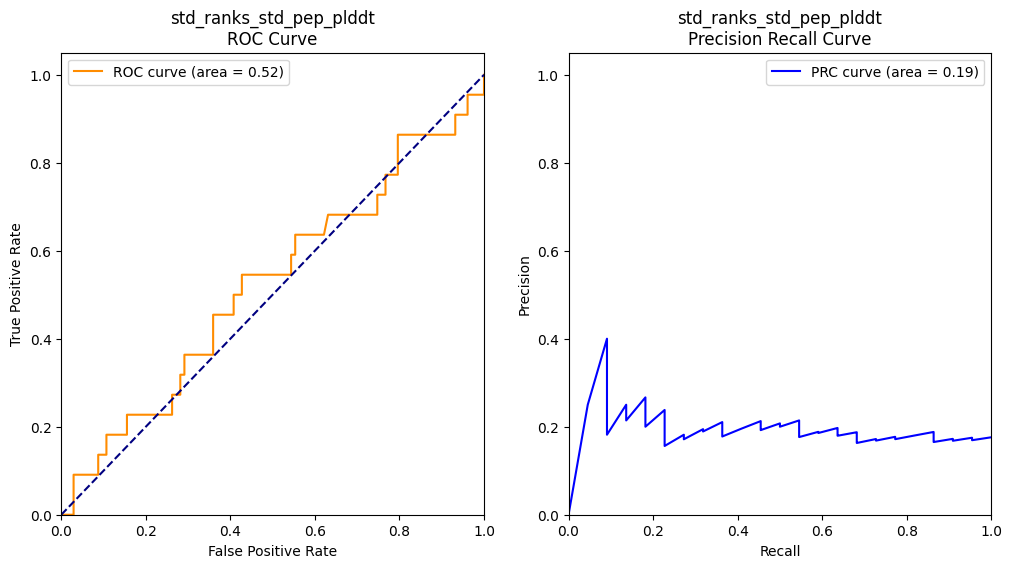 std_ranks_std_pep_plddt
ROC Curve
ROC curve (area = 0.52)
True Positive Rate
1.0
0.8
0.6
0.4
0.2
0.0
0.0 0.2 0.4 0.6 0.8 1.0
False Positive Rate
std_ranks_std_pep_plddt
Precision Recall Curve
PRC curve (area = 0.19)
Precision
1.0
0.8
0.6
0.4
0.2
0.0
0.0 0.2 0.4 0.6 0.8 1.0
Recall